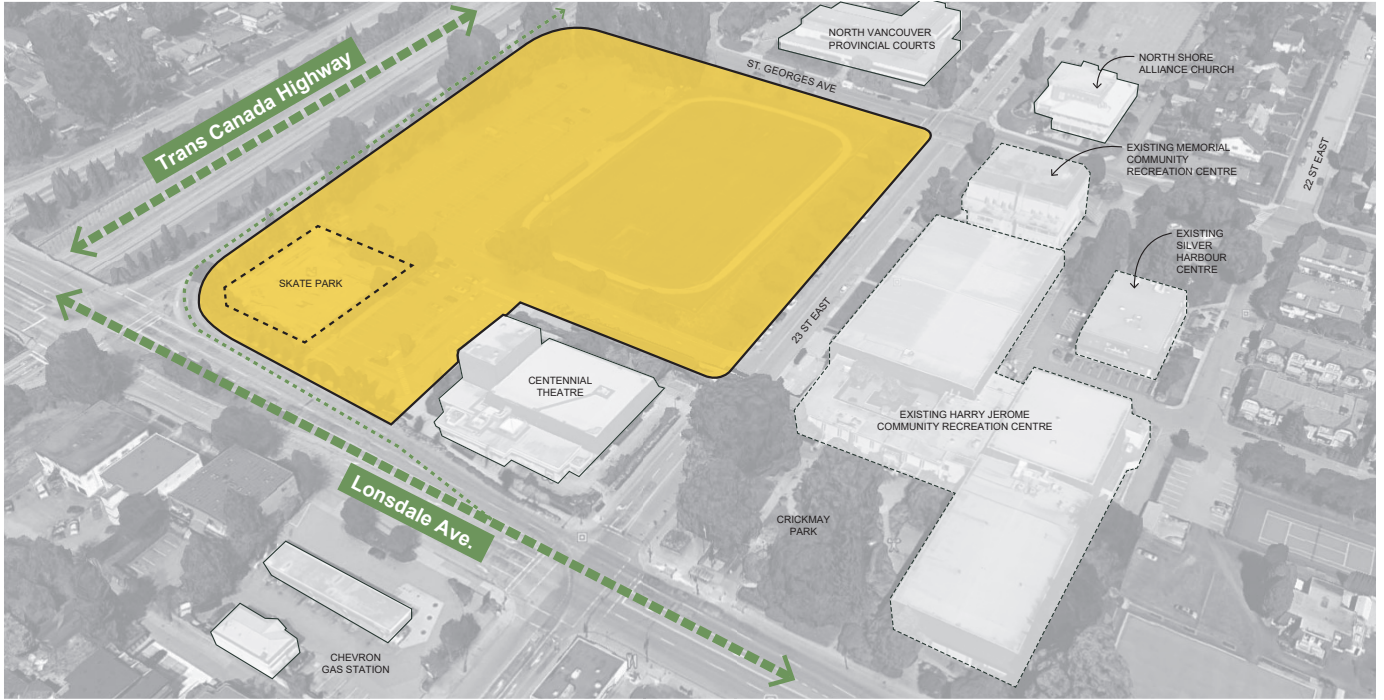 NORTH VANCOUVER
PROVINCIAL COURTS
Trans Canada Highway
ST. GEORGES AVE
NORTH SHORE
ALLIANCE CHURCH
EXISTING MEMORIAL
COMMUNITY
RECREATION CENTRE
22 ST EAST
EXISTING
SILVER
HARBOUR
CENTRE
SKATE PARK
23 ST EAST
CENTENNIAL
THEATRE
EXISTING HARRY JEROME
COMMUNITY RECREATION CENTRE
Lonsdale Ave.
CRICKMAY
PARK
CHEVRON
GAS STATION